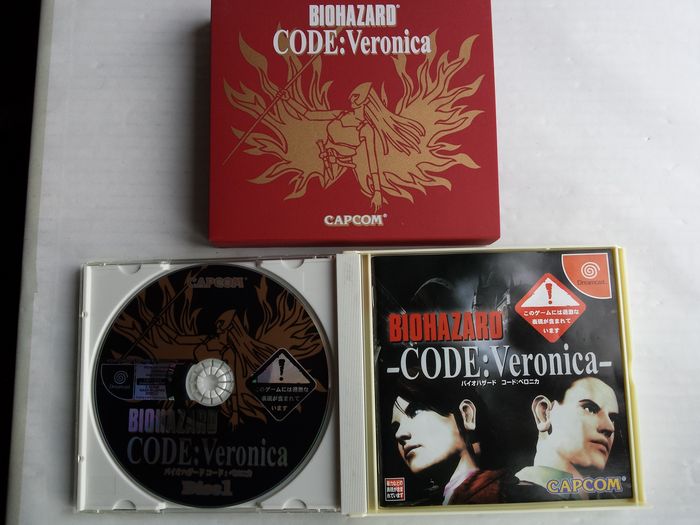 BIOHAZARD®
CODE:Veronica
CAPCOM®
CAPCOM
このゲームには過激な
表現が含まれて
います
BIOHAZARD
CODE:Veronica
バイオハザード コード:ベロニカ
Disc1
Dreamcast
このゲームには過激な
表現が含まれて
います
BIOHAZARD
-CODE:Veronica-
バイオハザード コード:ベロニカ
CAPCOM®